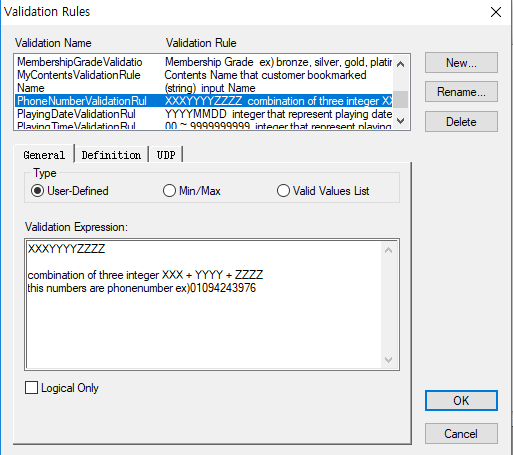 Validation Rules
Validation Name Validation Rule
MembershipGradeValidatio Membership Grade ex) bronze, silver, gold, platin
MyContentsValidationRule Contents Name that customer bookmarked
Name (string) input Name
PhoneNumberValidationRul XXXYYYYZZZZ combination of three integer XX
PlayingDateValidationRul YYYYMMDD integer that represent playing date
PlayingTimeValidationRul 00 ~ 9999999999 integer that represent playing
New...
Rename...
Delete
General Definition UDP
Type
User-Defined Min/Max Valid Values List
Validation Expression:
XXXYYYYZZZZ
combination of three integer XXX + YYYY + ZZZZ
this numbers are phonenumber ex)01094243976
Logical Only
OK
Cancel